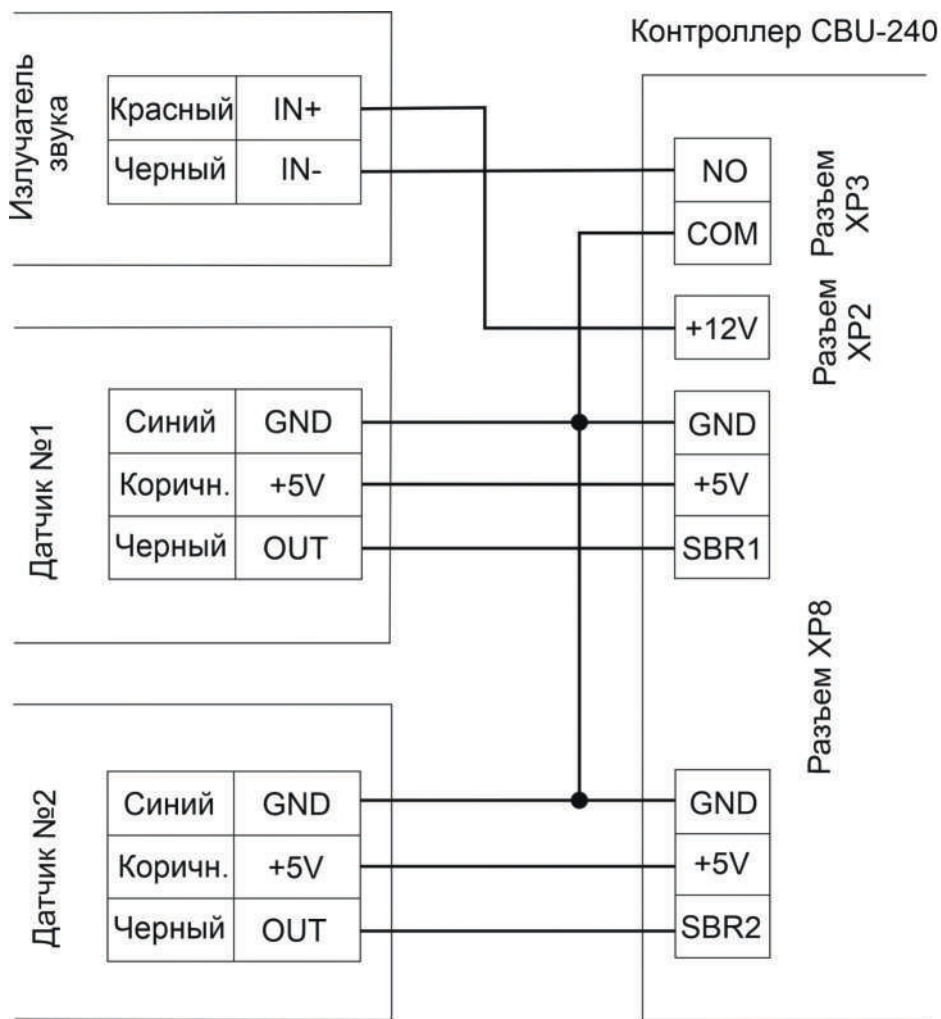 Контроллер CBU-240
Излучатель
звука
Красный IN+
Черный IN-
NO
COM
Разъем
XP3
+12V
Разъем
XP2
Датчик №1
Синий GND
Коричн. +5V
Черный OUT
GND
+5V
SBR1
Разъем XP8
Датчик №2
Синий GND
Коричн. +5V
Черный OUT
GND
+5V
SBR2